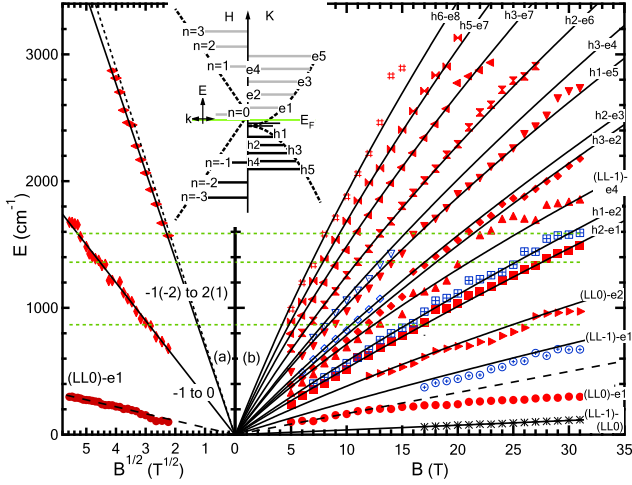 3000
2000
1000
0
E (cm⁻¹)
H
K
n=3
n=2
n=1
n=0
n=-1
n=-2
n=-3
E
k
e5
e4
e3
e2
e1
E_F
h1
h2
h3
h4
h5
h6-e8
h5-e7
h3-e7
h2-e6
h3-e4
h1-e5
h2-e3
h3-e2
(LL-1)-
e4
h1-e2
h2-e1
(LL0)-e2
(LL-1)-e1
(LL0)-e1
(LL-1)-
(LL0)
-1(-2) to 2(1)
-1 to 0
(LL0)-e1
(a)
(b)
5 4 3 2 1 0 5 10 15 20 25 30 35
B^{1/2} (T^{1/2})
B (T)